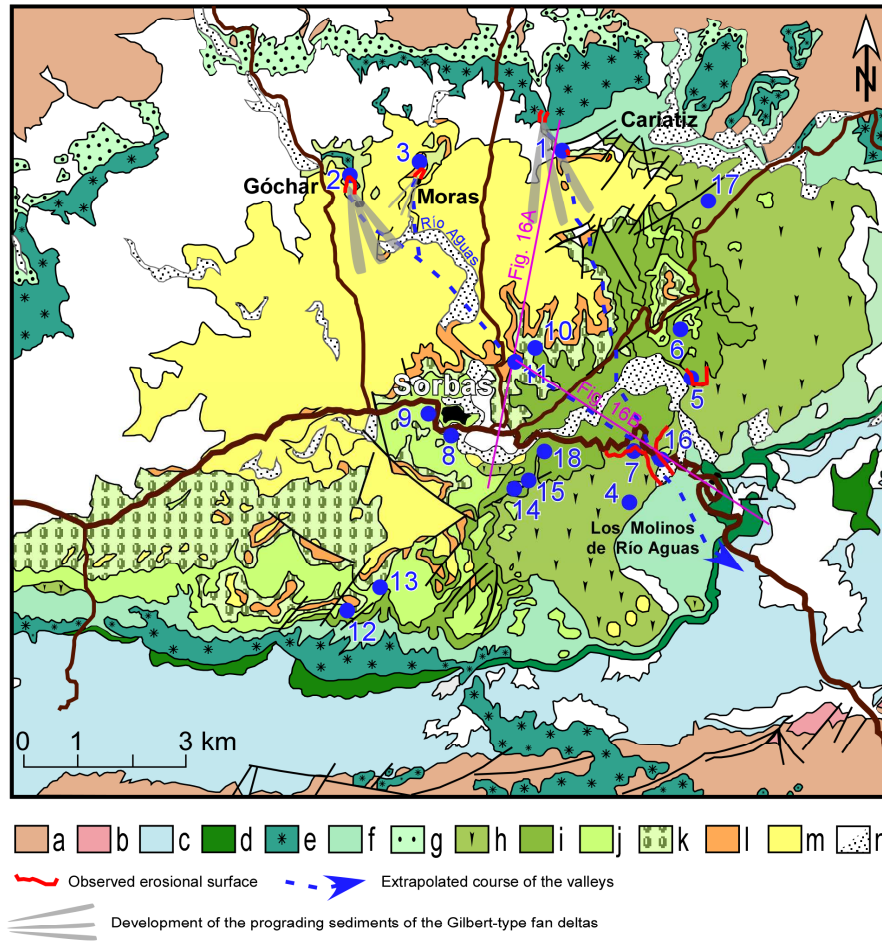 N
Cariatiz
1
3
2
Góchar
Moras
17
Río Aguas
Fig. 16A
10
6
11
5
Sorbas
Fig. 16B
9
8
18
16
7
15
14
4
Los Molinos
de Río Aguas
13
12
0 1 3 km
a b c d e f g h i j k l m n
Observed erosional surface Extrapolated course of the valleys
Development of the prograding sediments of the Gilbert-type fan deltas